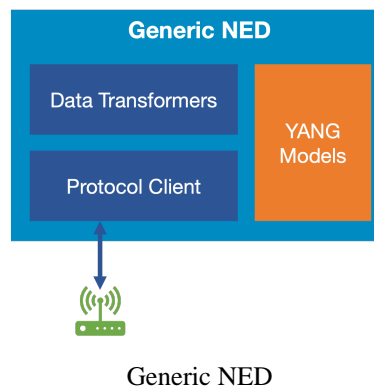 Generic NED
Data Transformers
YANG
Models
Protocol Client
Generic NED